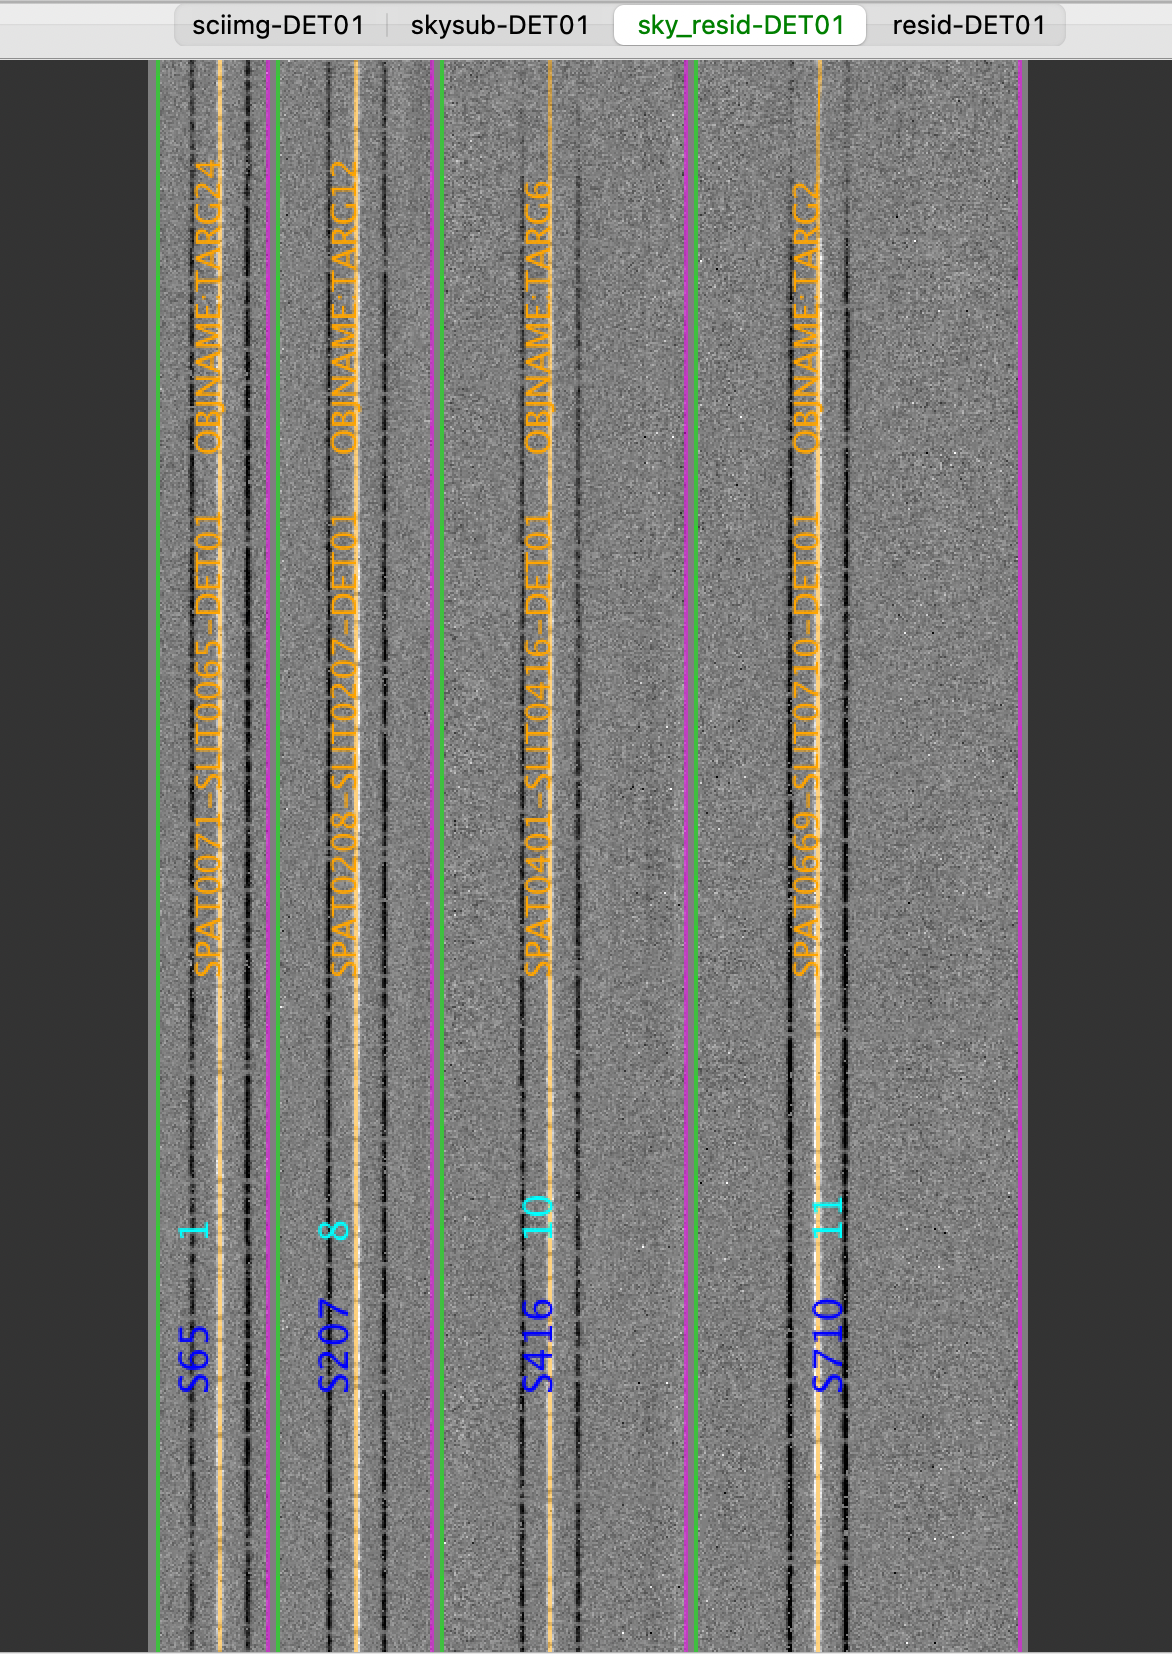 sciimg-DET01
skysub-DET01
sky_resid-DET01
resid-DET01
SPAT0071-SLIT0065-DET01 OBJNAME:TARG24
SPAT0208-SLIT0207-DET01 OBJNAME:TARG12
SPAT0401-SLIT0416-DET01 OBJNAME:TARG6
SPAT0669-SLIT0710-DET01 OBJNAME:TARG2
S65 1
S207 8
S416 10
S710 11